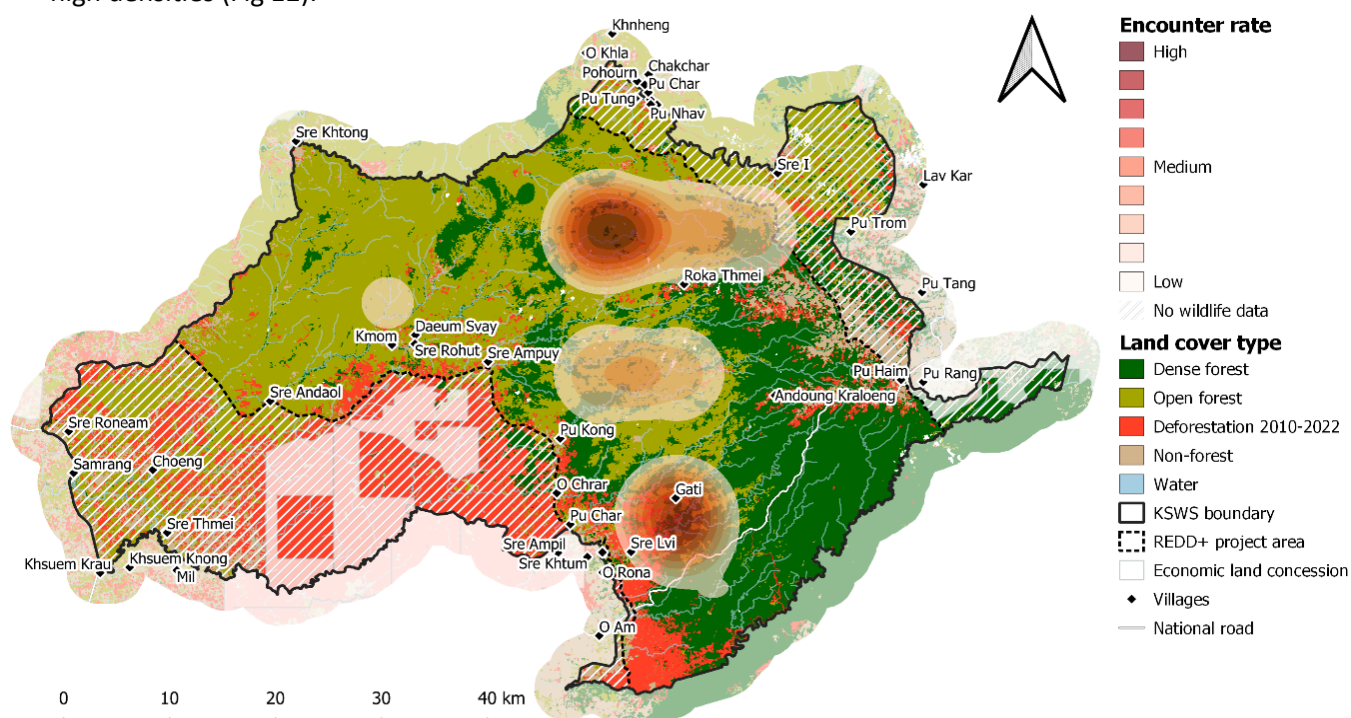 high densities (Fig 22).
Khnheng
O Khla
Chakchar
Pohourn
Pu Char
Pu Tung
Pu Nhav
Sre Khtong
Sre I
Lav Kar
Pu Trom
Roka Thmei
Pu Tang
Daeum Svay
Kmom
Sre Rohut
Sre Ampuy
Pu Haim
Pu Rang
Sre Andaol
Andoung Kraloeng
Sre Roneam
Pu Kong
Samrang
Choeng
O Chrar
Gati
Pu Char
Sre Thmei
Sre Ampil
Sre Lvi
Khsuem Krau
Khsuem Knong
Sre Khtum
Mil
O Rona
O Am
0 10 20 30 40 km
Encounter rate
High
Medium
Low
No wildlife data
Land cover type
Dense forest
Open forest
Deforestation 2010-2022
Non-forest
Water
KSWS boundary
REDD+ project area
Economic land concession
Villages
National road